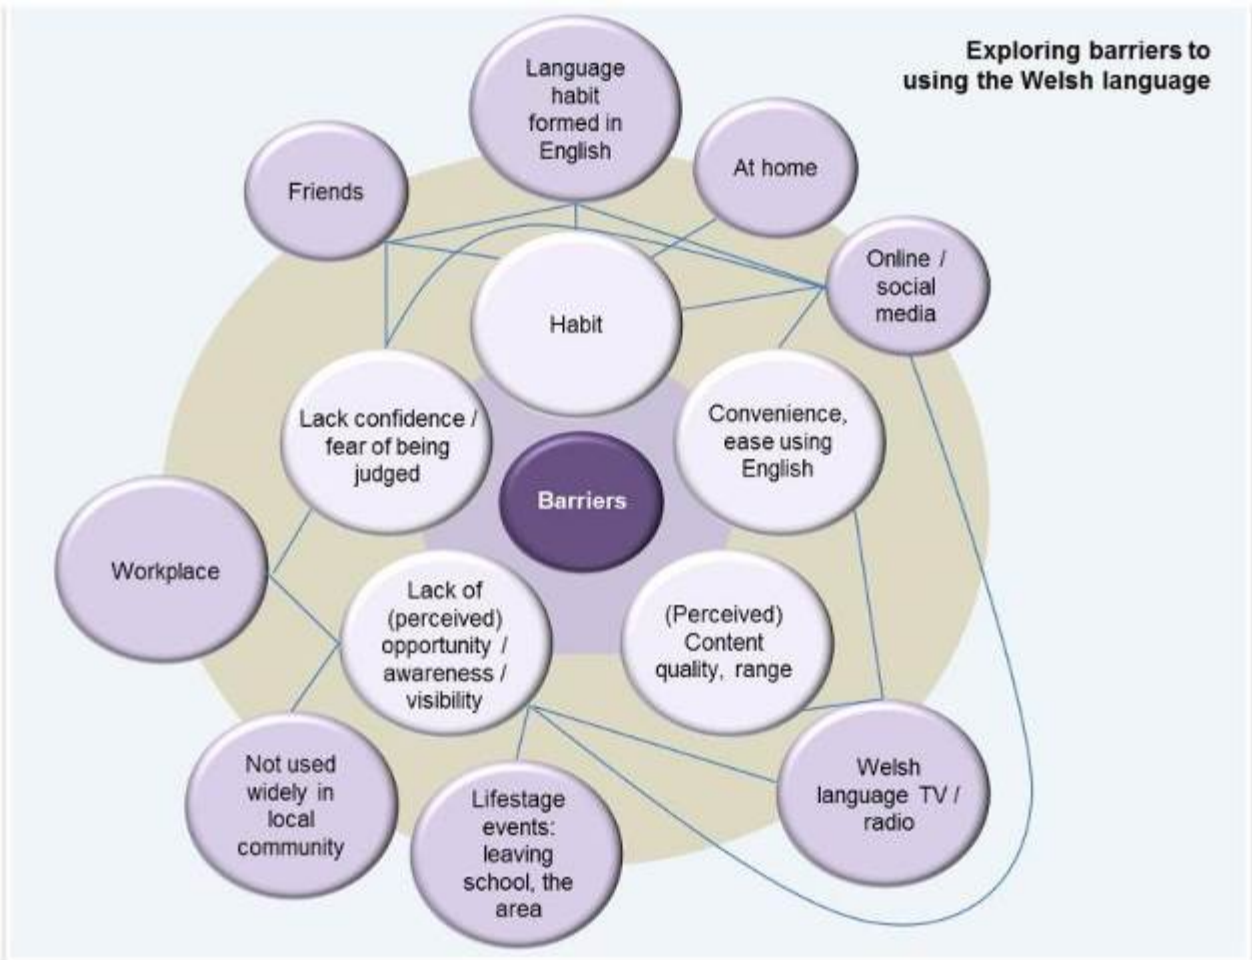 Exploring barriers to
using the Welsh language
Language
habit
formed in
English
At home
Friends
Online /
social
media
Habit
Lack confidence /
fear of being
judged
Convenience,
ease using
English
Barriers
Workplace
Lack of
(perceived)
opportunity /
awareness /
visibility
(Perceived)
Content
quality, range
Not used
widely in
local
community
Lifestage
events:
leaving
school, the
area
Welsh
language TV /
radio